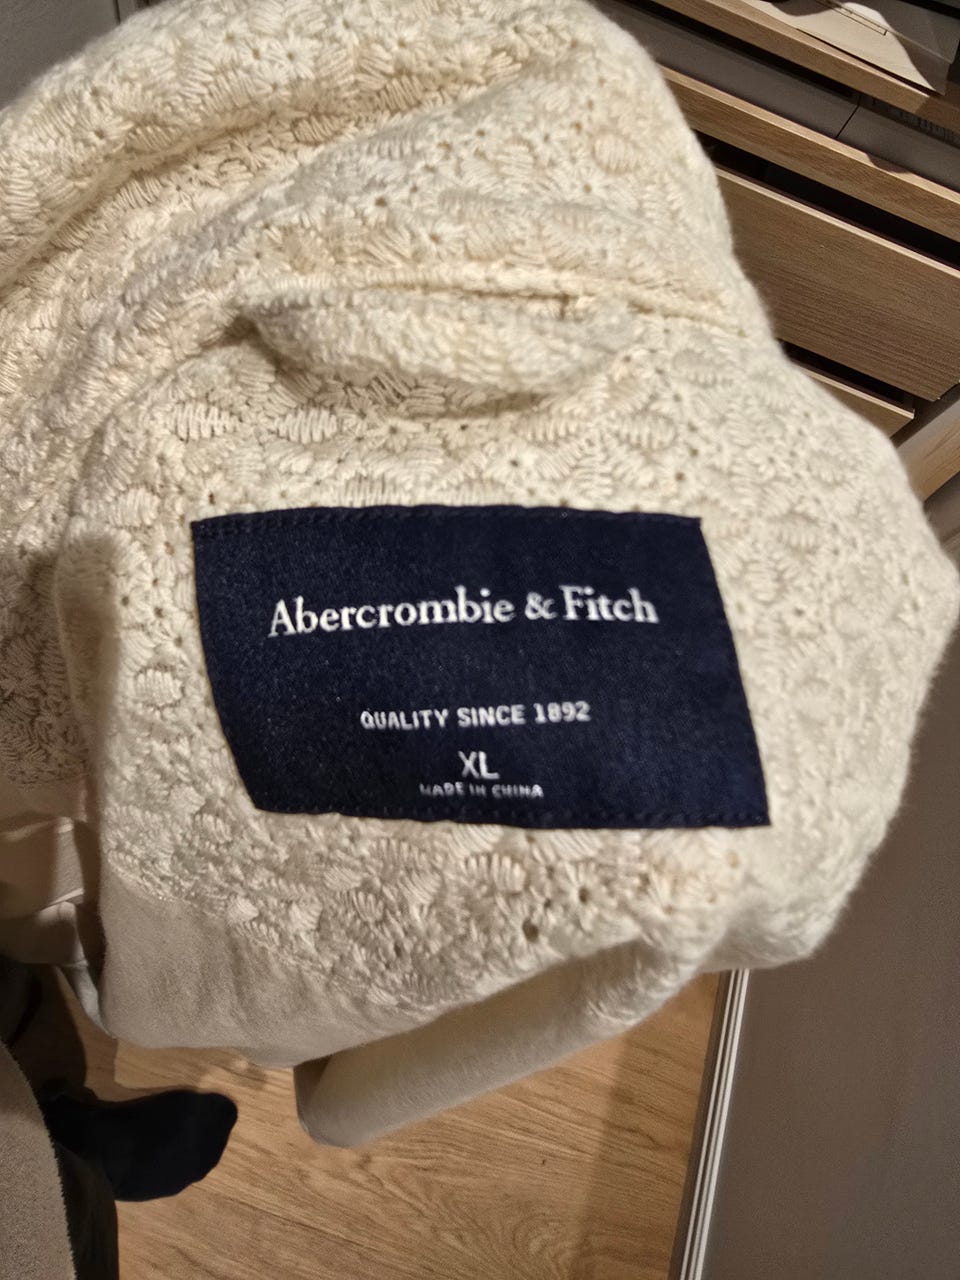 Abercrombie & Fitch
QUALITY SINCE 1892
XL
MADE IN CHINA